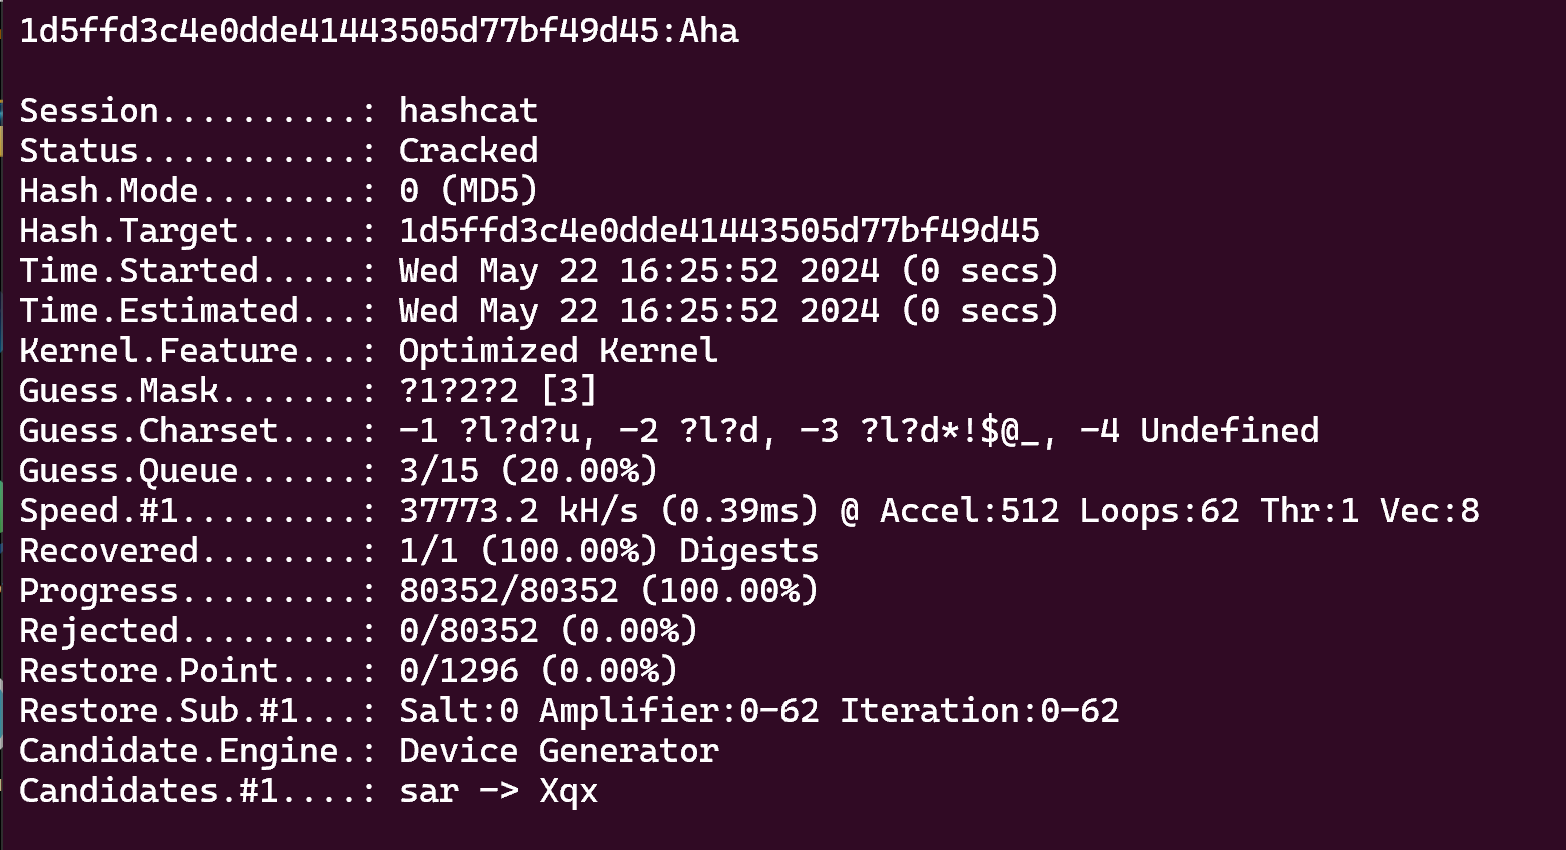 1d5ffd3c4e0dde41443505d77bf49d45:Aha
Session..........: hashcat
Status...........: Cracked
Hash.Mode........: 0 (MD5)
Hash.Target......: 1d5ffd3c4e0dde41443505d77bf49d45
Time.Started.....: Wed May 22 16:25:52 2024 (0 secs)
Time.Estimated...: Wed May 22 16:25:52 2024 (0 secs)
Kernel.Feature...: Optimized Kernel
Guess.Mask.......: ?1?2?2 [3]
Guess.Charset....: -1 ?l?d?u, -2 ?l?d, -3 ?l?d*!$@_, -4 Undefined
Guess.Queue......: 3/15 (20.00%)
Speed.#1.........: 37773.2 kH/s (0.39ms) @ Accel:512 Loops:62 Thr:1 Vec:8
Recovered........: 1/1 (100.00%) Digests
Progress.........: 80352/80352 (100.00%)
Rejected.........: 0/80352 (0.00%)
Restore.Point....: 0/1296 (0.00%)
Restore.Sub.#1...: Salt:0 Amplifier:0-62 Iteration:0-62
Candidate.Engine.: Device Generator
Candidates.#1....: sar -> Xqx